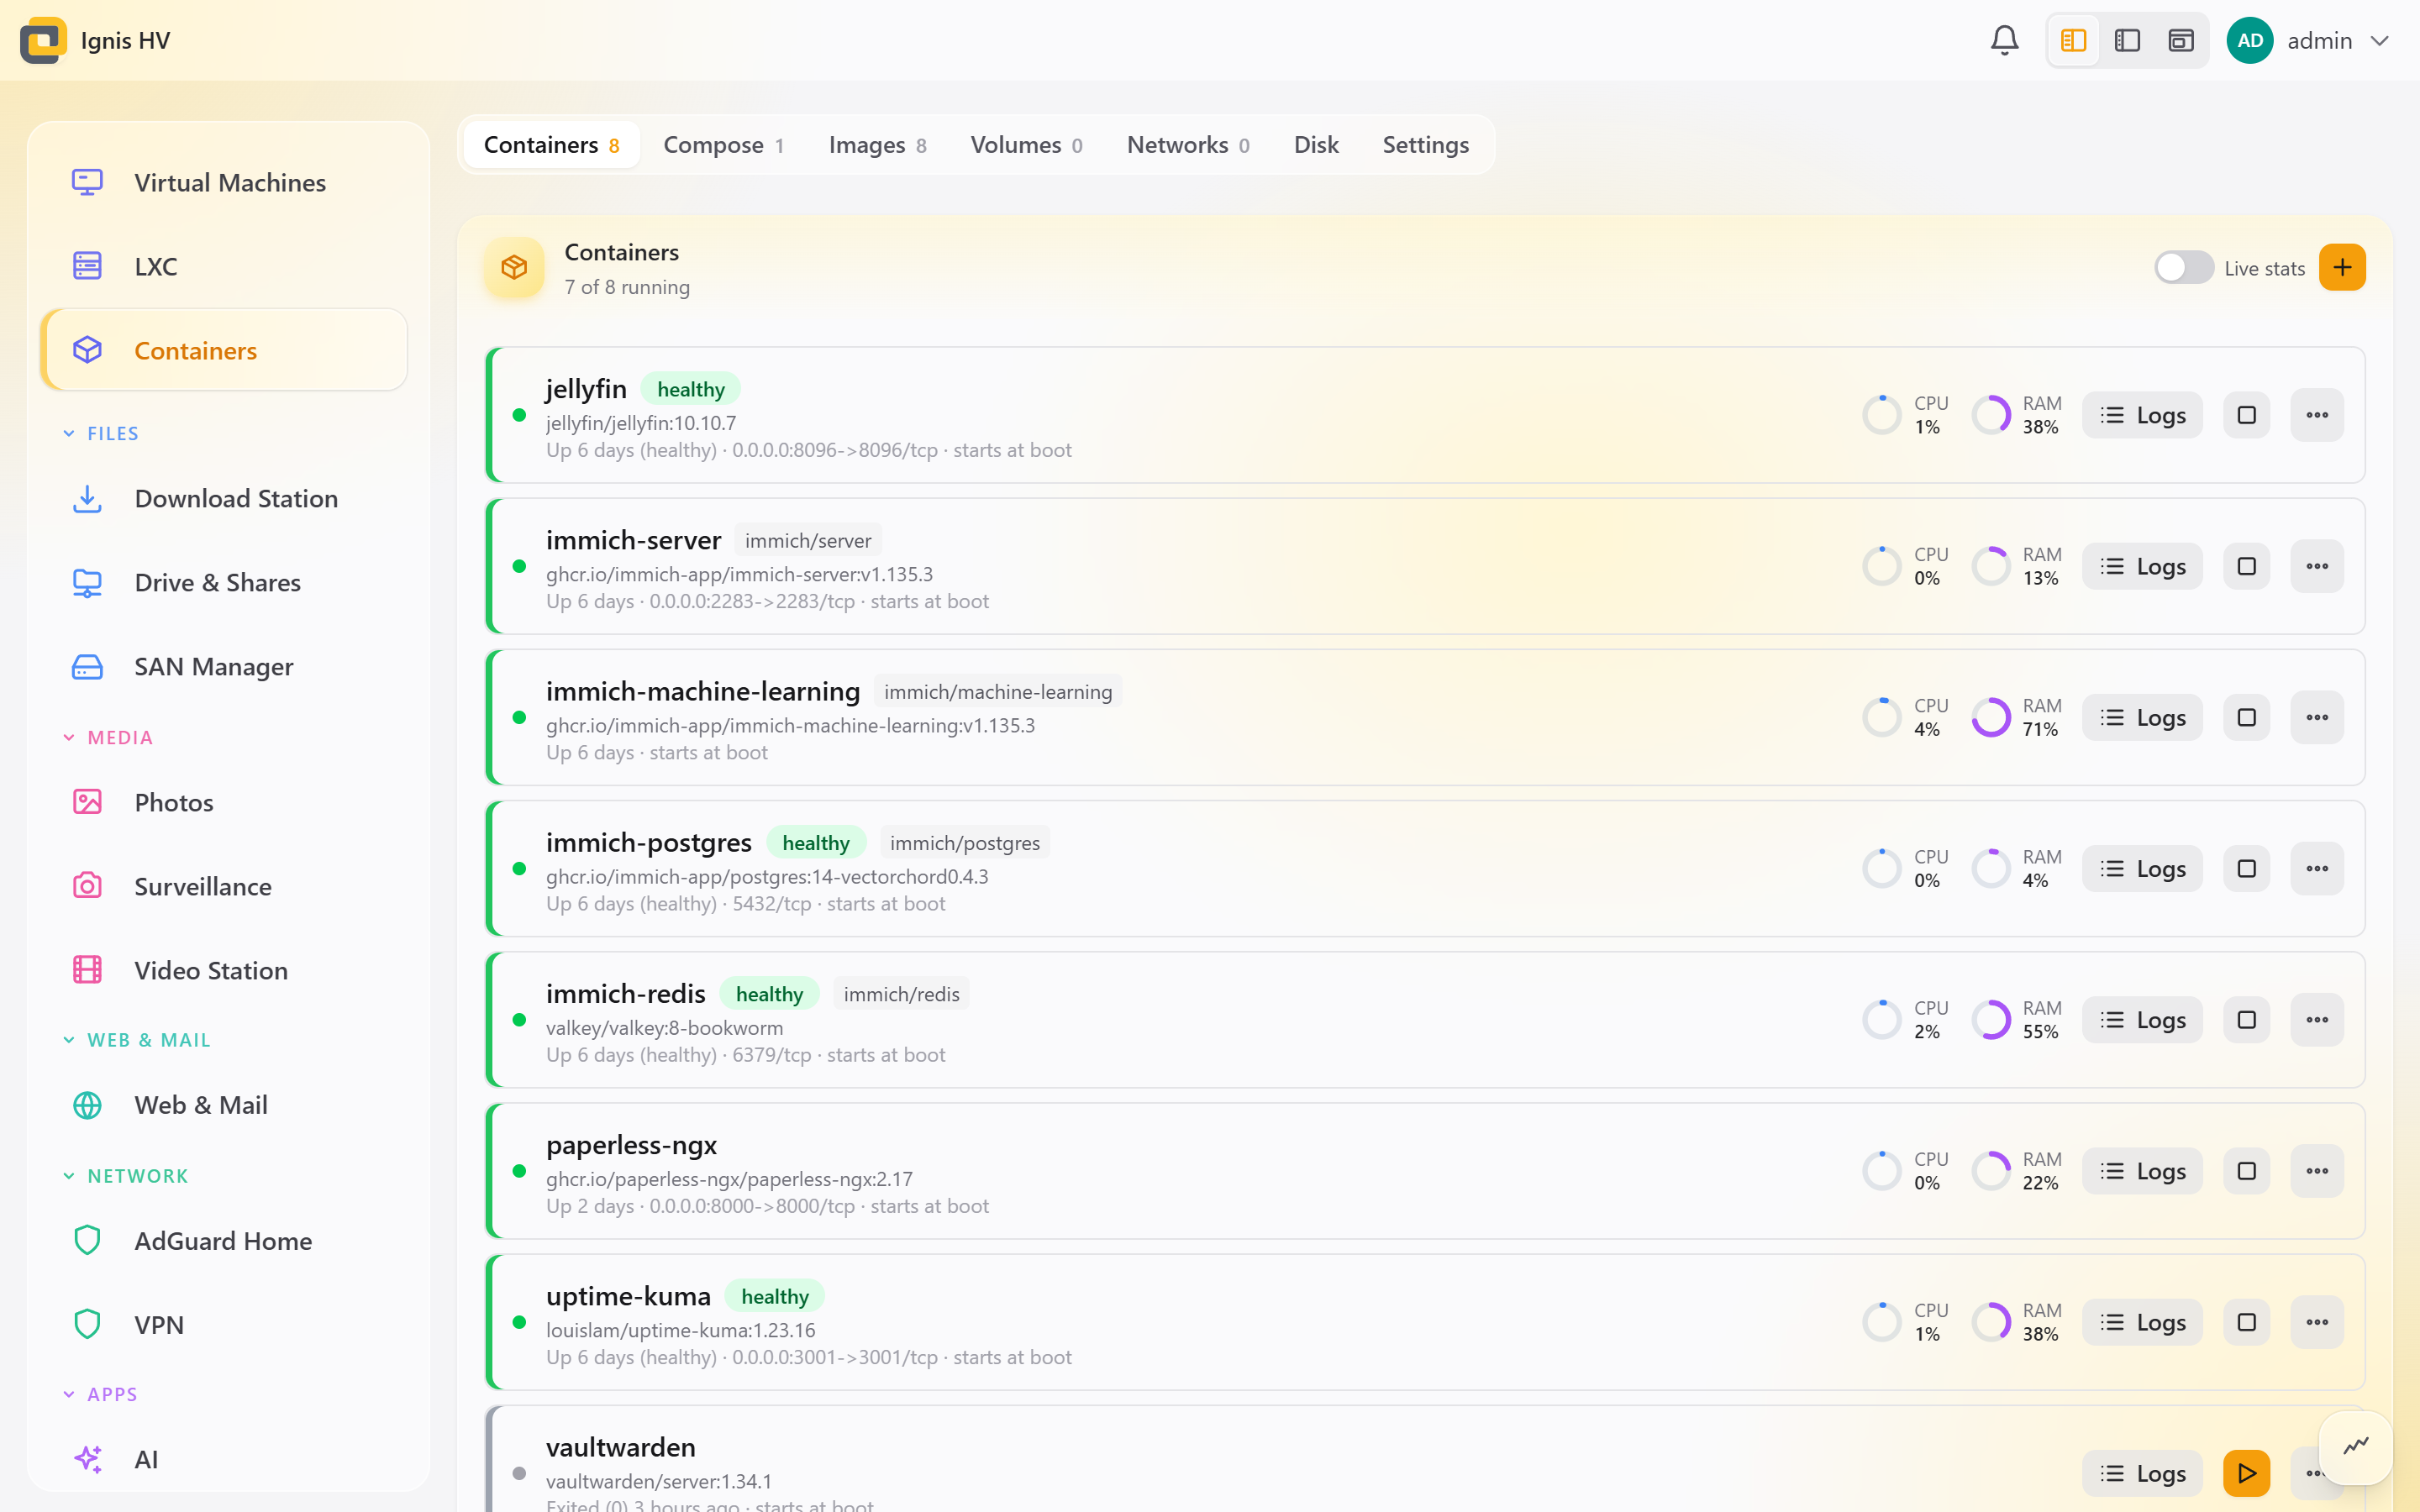 Ignis HV
AD
admin
Virtual Machines
LXC
Containers
FILES
Download Station
Drive & Shares
SAN Manager
MEDIA
Photos
Surveillance
Video Station
WEB & MAIL
Web & Mail
NETWORK
AdGuard Home
VPN
APPS
AI
Containers 8
Compose 1
Images 8
Volumes 0
Networks 0
Disk
Settings
Containers
7 of 8 running
Live stats
jellyfin healthy
jellyfin/jellyfin:10.10.7
Up 6 days (healthy) · 0.0.0.0:8096->8096/tcp · starts at boot
CPU 1%
RAM 38%
Logs
immich-server immich/server
ghcr.io/immich-app/immich-server:v1.135.3
Up 6 days · 0.0.0.0:2283->2283/tcp · starts at boot
CPU 0%
RAM 13%
Logs
immich-machine-learning immich/machine-learning
ghcr.io/immich-app/immich-machine-learning:v1.135.3
Up 6 days · starts at boot
CPU 4%
RAM 71%
Logs
immich-postgres healthy immich/postgres
ghcr.io/immich-app/postgres:14-vectorchord0.4.3
Up 6 days (healthy) · 5432/tcp · starts at boot
CPU 0%
RAM 4%
Logs
immich-redis healthy immich/redis
valkey/valkey:8-bookworm
Up 6 days (healthy) · 6379/tcp · starts at boot
CPU 2%
RAM 55%
Logs
paperless-ngx
ghcr.io/paperless-ngx/paperless-ngx:2.17
Up 2 days · 0.0.0.0:8000->8000/tcp · starts at boot
CPU 0%
RAM 22%
Logs
uptime-kuma healthy
louislam/uptime-kuma:1.23.16
Up 6 days (healthy) · 0.0.0.0:3001->3001/tcp · starts at boot
CPU 1%
RAM 38%
Logs
vaultwarden
vaultwarden/server:1.34.1
Exited (0) 3 hours ago · starts at boot
Logs